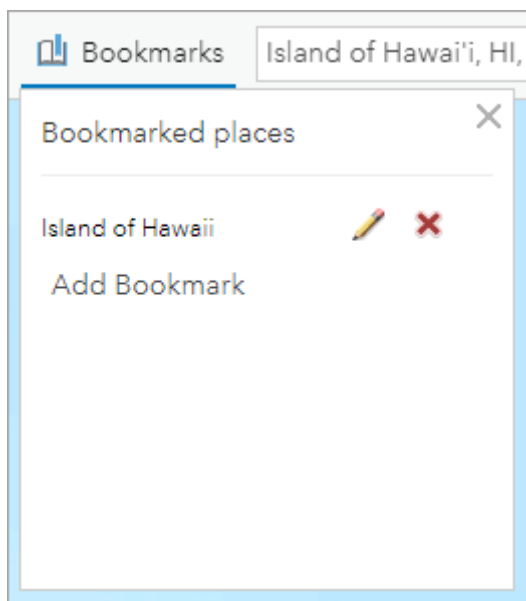 Bookmarks
Island of Hawai'i, HI,
Bookmarked places
Island of Hawaii
Add Bookmark